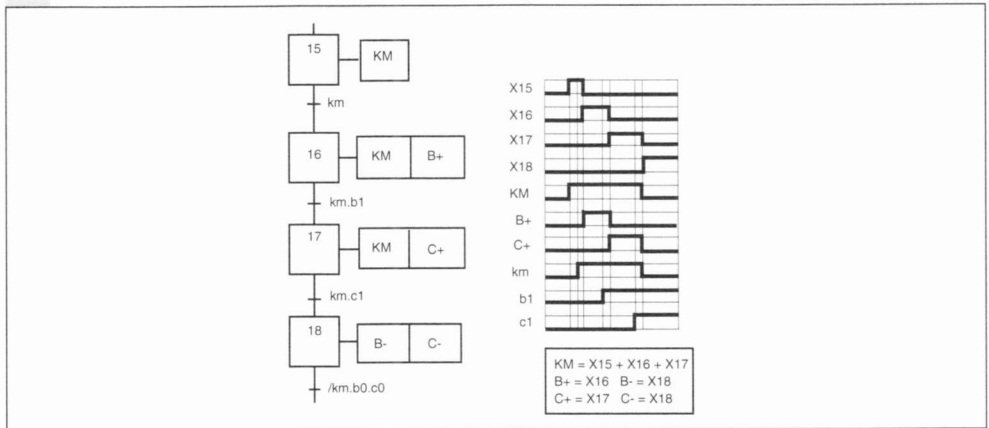 15
KM
km
16
KM B+
km.b1
17
KM C+
km.c1
18
B- C-
/km.b0.c0
X15
X16
X17
X18
KM
B+
C+
km
b1
c1
KM = X15 + X16 + X17
B+ = X16 B- = X18
C+ = X17 C- = X18